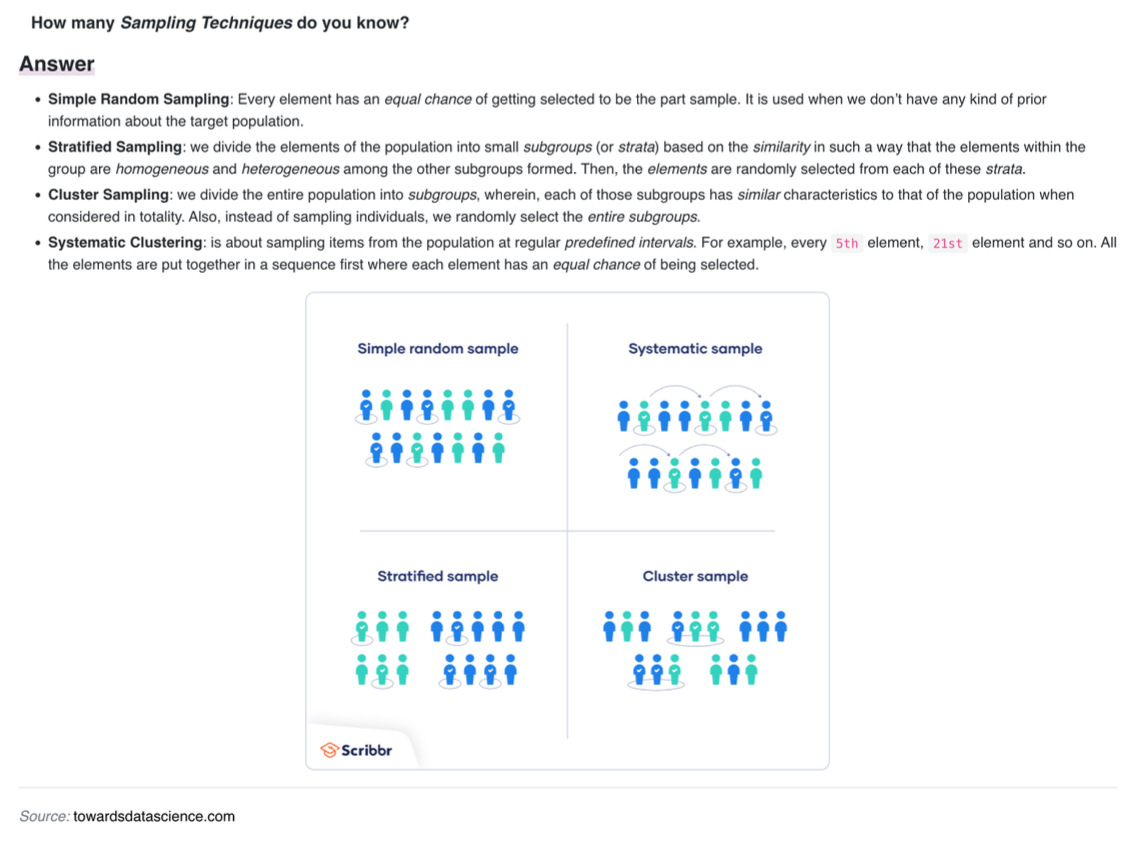 How many Sampling Techniques do you know?
Answer
• Simple Random Sampling: Every element has an equal chance of getting selected to be the part sample. It is used when we don't have any kind of prior
information about the target population.
• Stratified Sampling: we divide the elements of the population into small subgroups (or strata) based on the similarity in such a way that the elements within the
group are homogeneous and heterogeneous among the other subgroups formed. Then, the elements are randomly selected from each of these strata.
• Cluster Sampling: we divide the entire population into subgroups, wherein, each of those subgroups has similar characteristics to that of the population when
considered in totality. Also, instead of sampling individuals, we randomly select the entire subgroups.
• Systematic Clustering: is about sampling items from the population at regular predefined intervals. For example, every 5th element, 21st element and so on. All
the elements are put together in a sequence first where each element has an equal chance of being selected.
Simple random sample
Systematic sample
Stratified sample
Cluster sample
Scribbr
Source: towardsdatascience.com